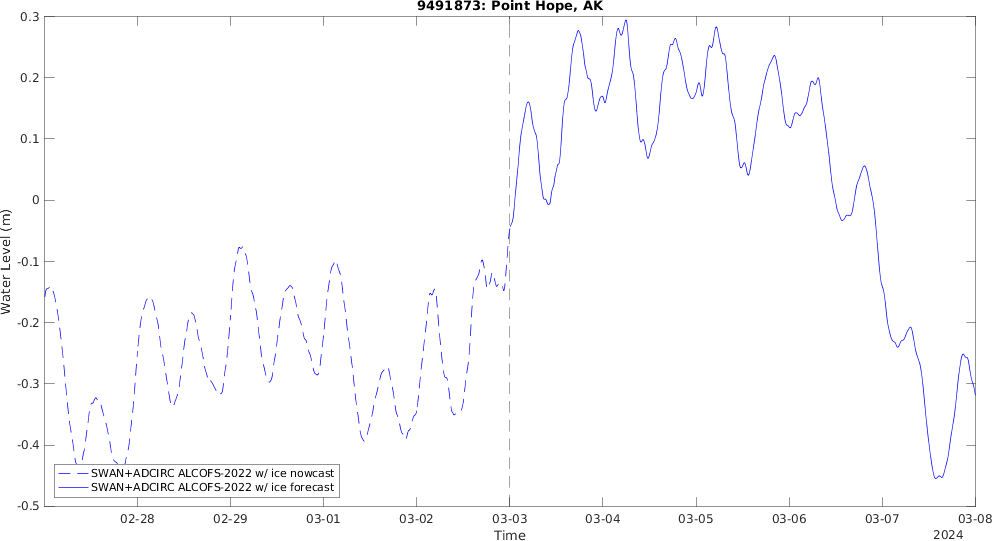 9491873: Point Hope, AK
0.3
0.2
0.1
0
-0.1
-0.2
-0.3
-0.4
-0.5
Water Level (m)
SWAN+ADCIRC ALCOFS-2022 w/ ice nowcast
SWAN+ADCIRC ALCOFS-2022 w/ ice forecast
02-28 02-29 03-01 03-02 03-03 03-04 03-05 03-06 03-07 03-08
Time
2024